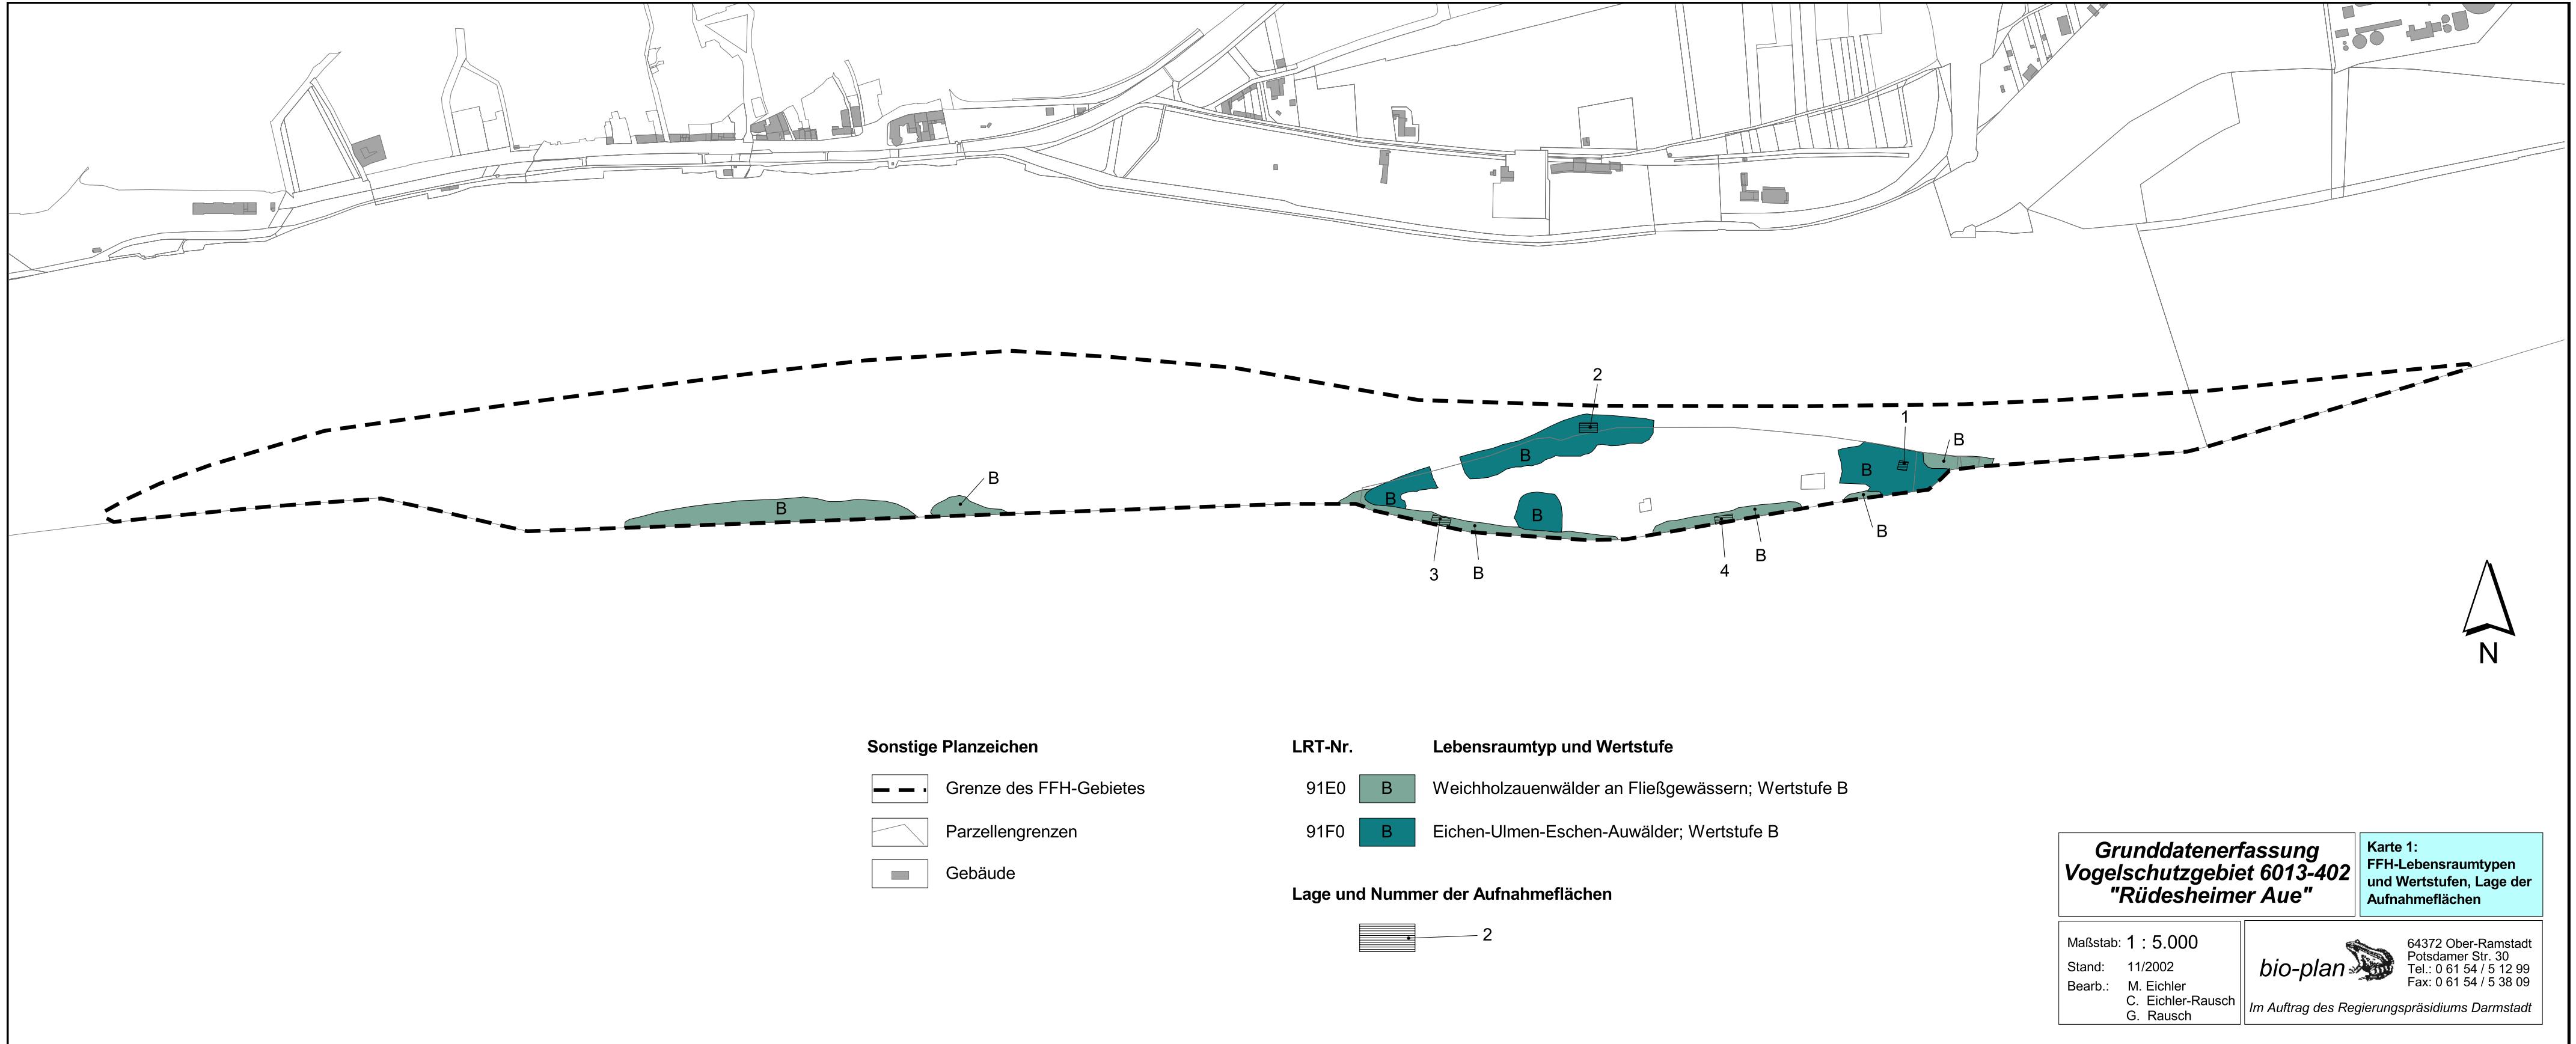 2
1
B
B
B
B
B
B
B
B
3
B
4
B
B
N
Sonstige Planzeichen
Grenze des FFH-Gebietes
Parzellengrenzen
Gebäude
LRT-Nr. Lebensraumtyp und Wertstufe
91E0 B Weichholzauenwälder an Fließgewässern; Wertstufe B
91F0 B Eichen-Ulmen-Eschen-Auwälder; Wertstufe B
Lage und Nummer der Aufnahmeflächen
2
Grunddatenerfassung
Vogelschutzgebiet 6013-402
"Rüdesheimer Aue"
Karte 1:
FFH-Lebensraumtypen
und Wertstufen, Lage der
Aufnahmeflächen
Maßstab: 1 : 5.000
Stand: 11/2002
Bearb.: M. Eichler
C. Eichler-Rausch
G. Rausch
bio-plan
64372 Ober-Ramstadt
Potsdamer Str. 30
Tel.: 0 61 54 / 5 12 99
Fax: 0 61 54 / 5 38 09
Im Auftrag des Regierungspräsidiums Darmstadt